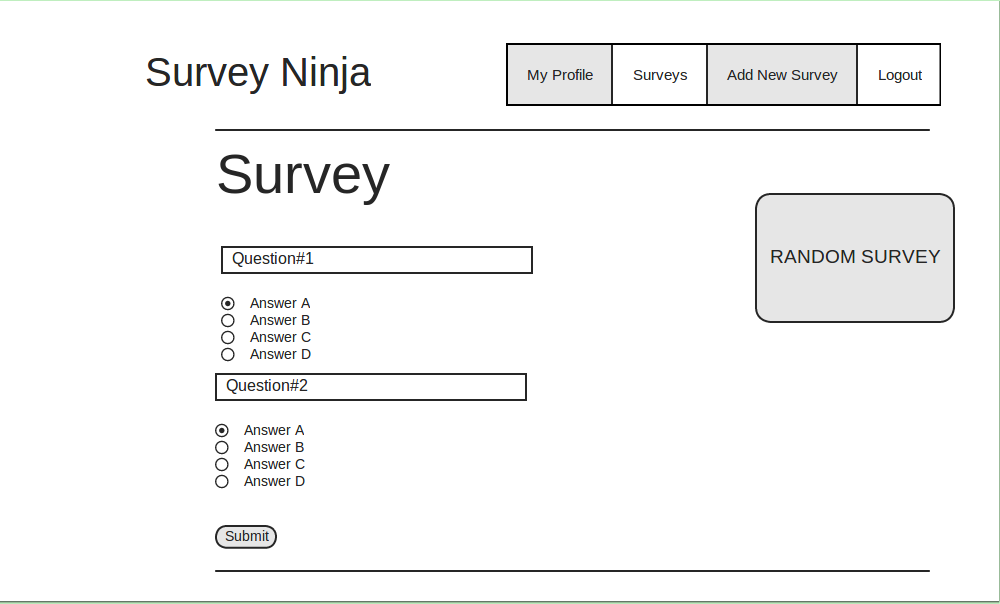 Survey Ninja
My Profile
Surveys
Add New Survey
Logout
Survey
RANDOM SURVEY
Question#1
Answer A
Answer B
Answer C
Answer D
Question#2
Answer A
Answer B
Answer C
Answer D
Submit